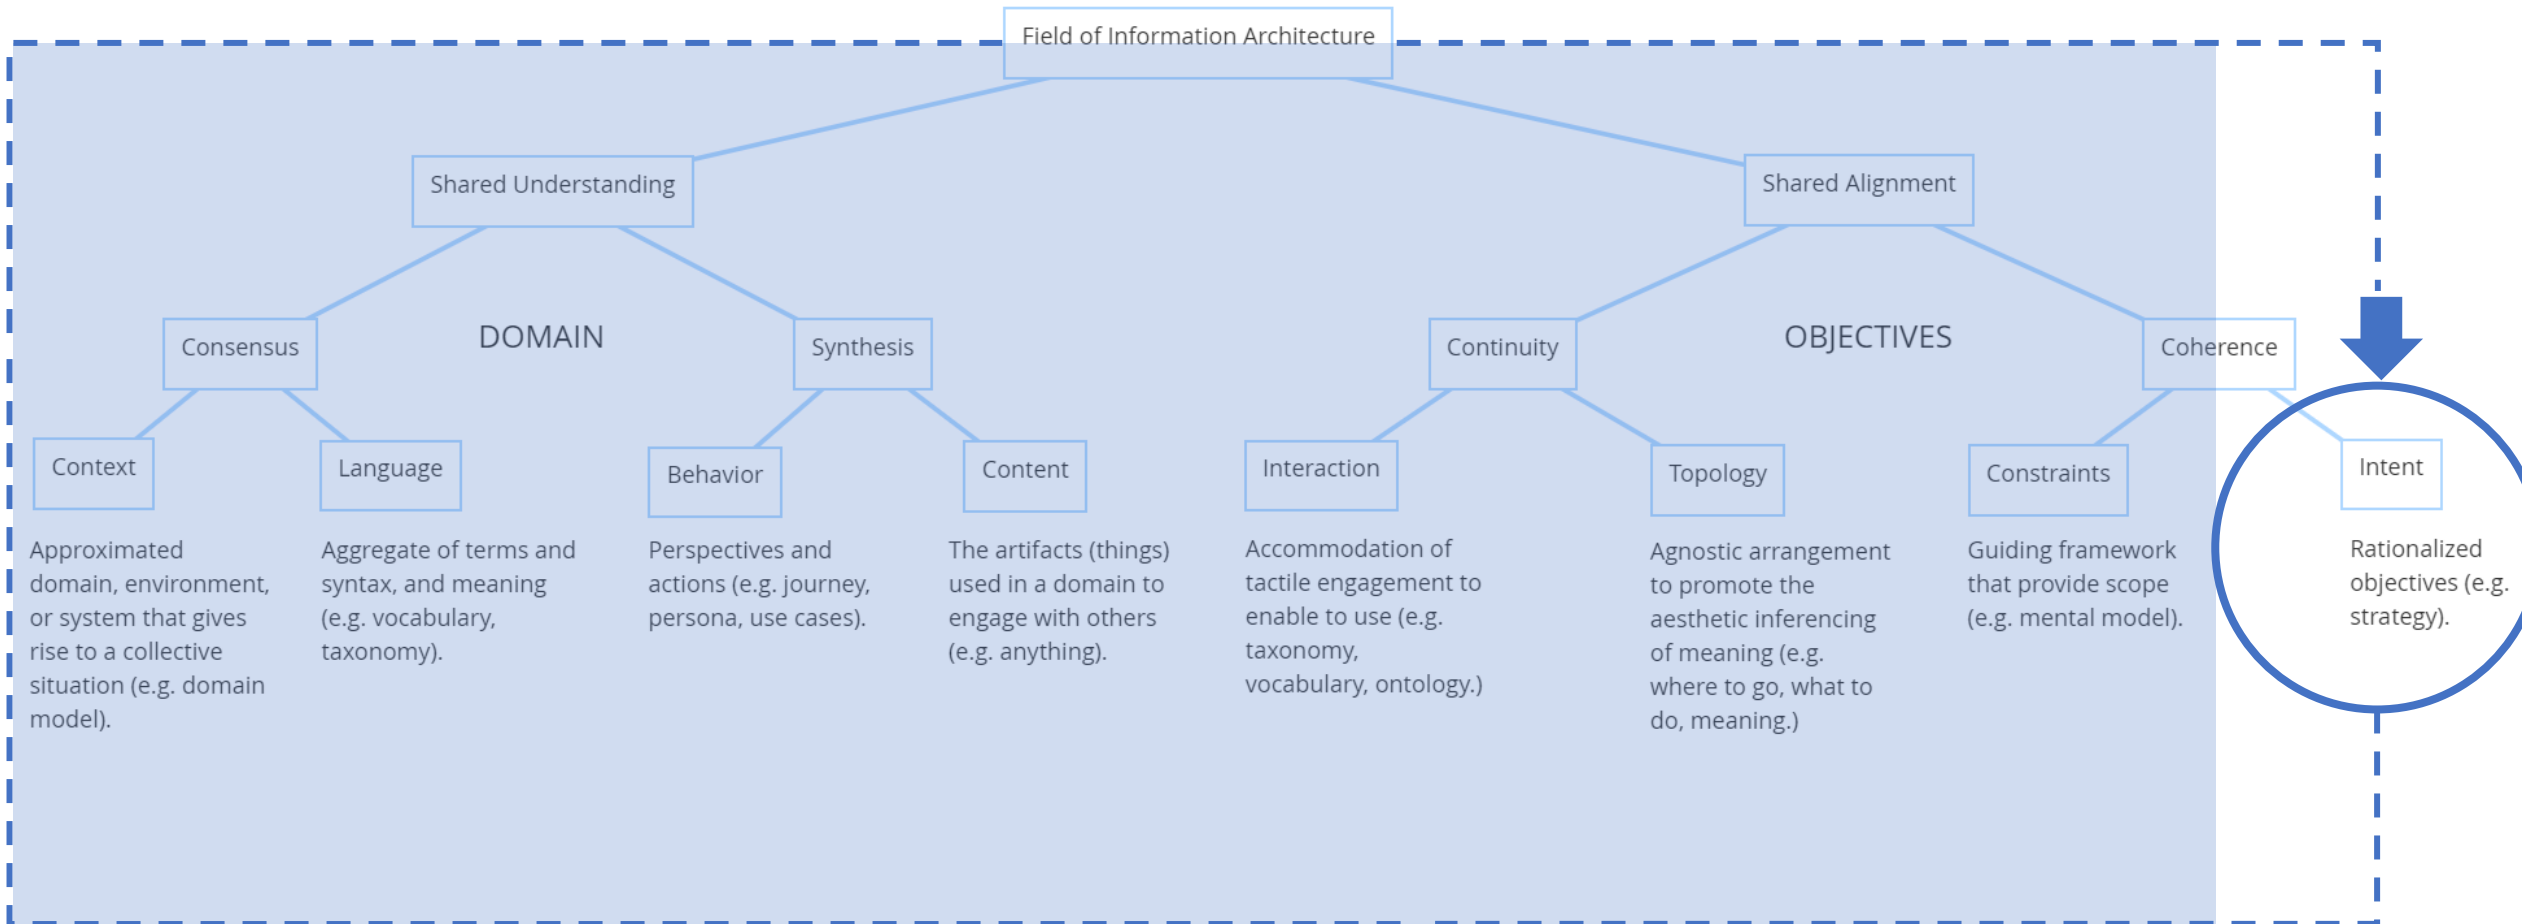 Field of Information Architecture
Shared Understanding
Shared Alignment
Consensus
DOMAIN
Synthesis
Continuity
OBJECTIVES
Coherence
Context
Language
Behavior
Content
Interaction
Topology
Constraints
Intent
Approximated
domain, environment,
or system that gives
rise to a collective
situation (e.g. domain
model).
Aggregate of terms and
syntax, and meaning
(e.g. vocabulary,
taxonomy).
Perspectives and
actions (e.g. journey,
persona, use cases).
The artifacts (things)
used in a domain to
engage with others
(e.g. anything).
Accommodation of
tactile engagement to
enable to use (e.g.
taxonomy,
vocabulary, ontology.)
Agnostic arrangement
to promote the
aesthetic inferencing
of meaning (e.g.
where to go, what to
do, meaning.)
Guiding framework
that provide scope
(e.g. mental model).
Rationalized
objectives (e.g.
strategy).